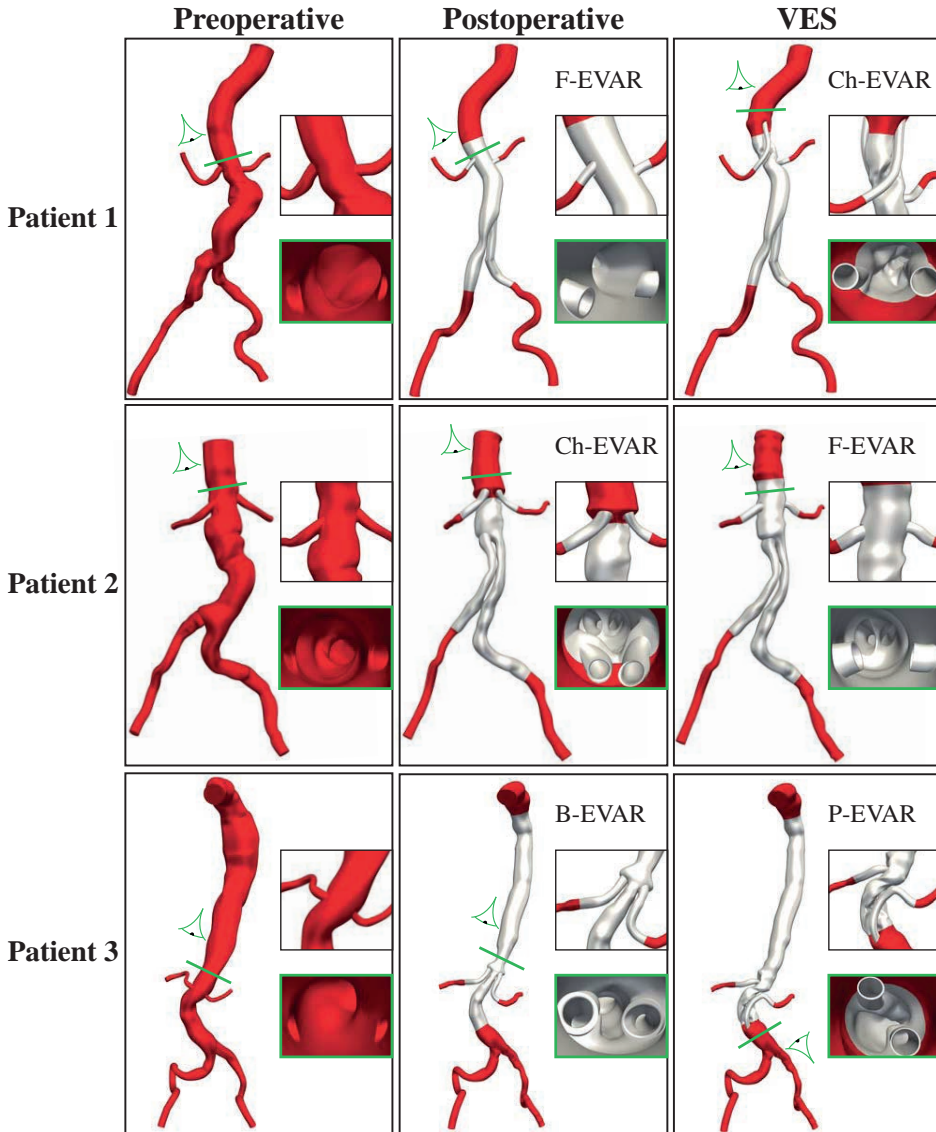 Preoperative Postoperative VES
Patient 1
F-EVAR
Ch-EVAR
Patient 2
Ch-EVAR
F-EVAR
Patient 3
B-EVAR
P-EVAR